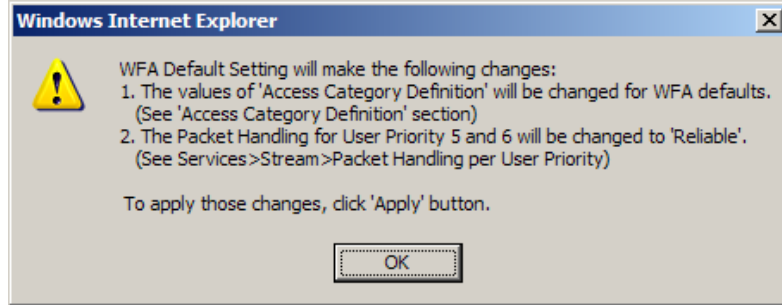 Windows Internet Explorer
WFA Default Setting will make the following changes:
1. The values of 'Access Category Definition' will be changed for WFA defaults.
(See 'Access Category Definition' section)
2. The Packet Handling for User Priority 5 and 6 will be changed to 'Reliable'.
(See Services>Stream>Packet Handling per User Priority)
To apply those changes, click 'Apply' button.
OK